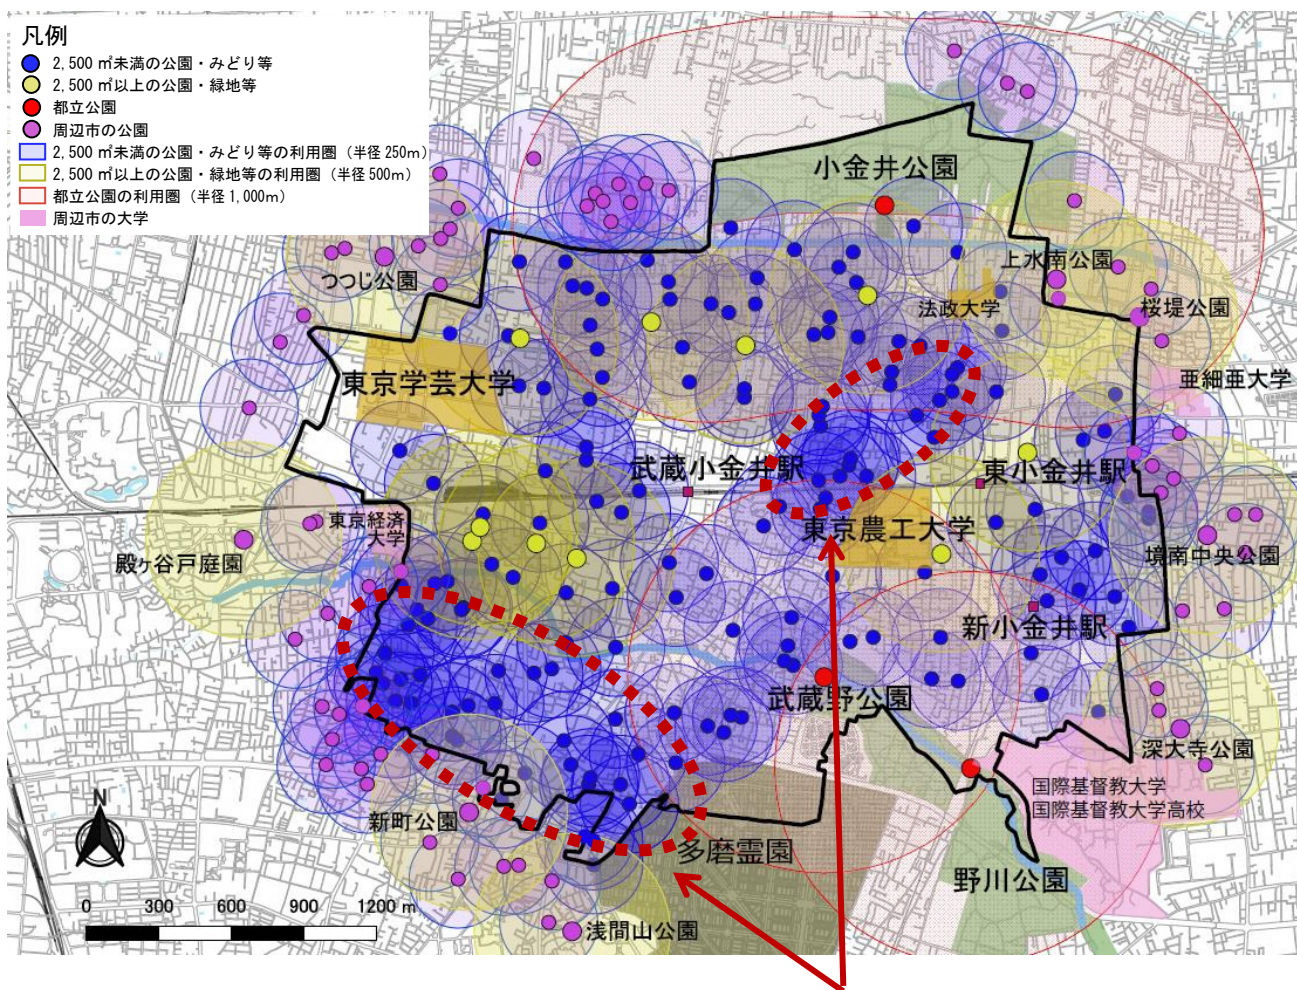 凡例
2,500 ㎡未満の公園・みどり等
2,500 ㎡以上の公園・緑地等
都立公園
周辺市の公園
2,500 ㎡未満の公園・みどり等の利用圏（半径 250m）
2,500 ㎡以上の公園・緑地等の利用圏（半径 500m）
都立公園の利用圏（半径 1,000m）
周辺市の大学
小金井公園
つつじ公園
上水南公園
法政大学
桜堤公園
東京学芸大学
亜細亜大学
武蔵小金井駅
東小金井駅
東京経済
大学
東京農工大学
殿ヶ谷戸庭園
境南中央公園
新小金井駅
武蔵野公園
深大寺公園
国際基督教大学
国際基督教大学高校
N
新町公園
多磨霊園
野川公園
0 300 600 900 1200 m
浅間山公園